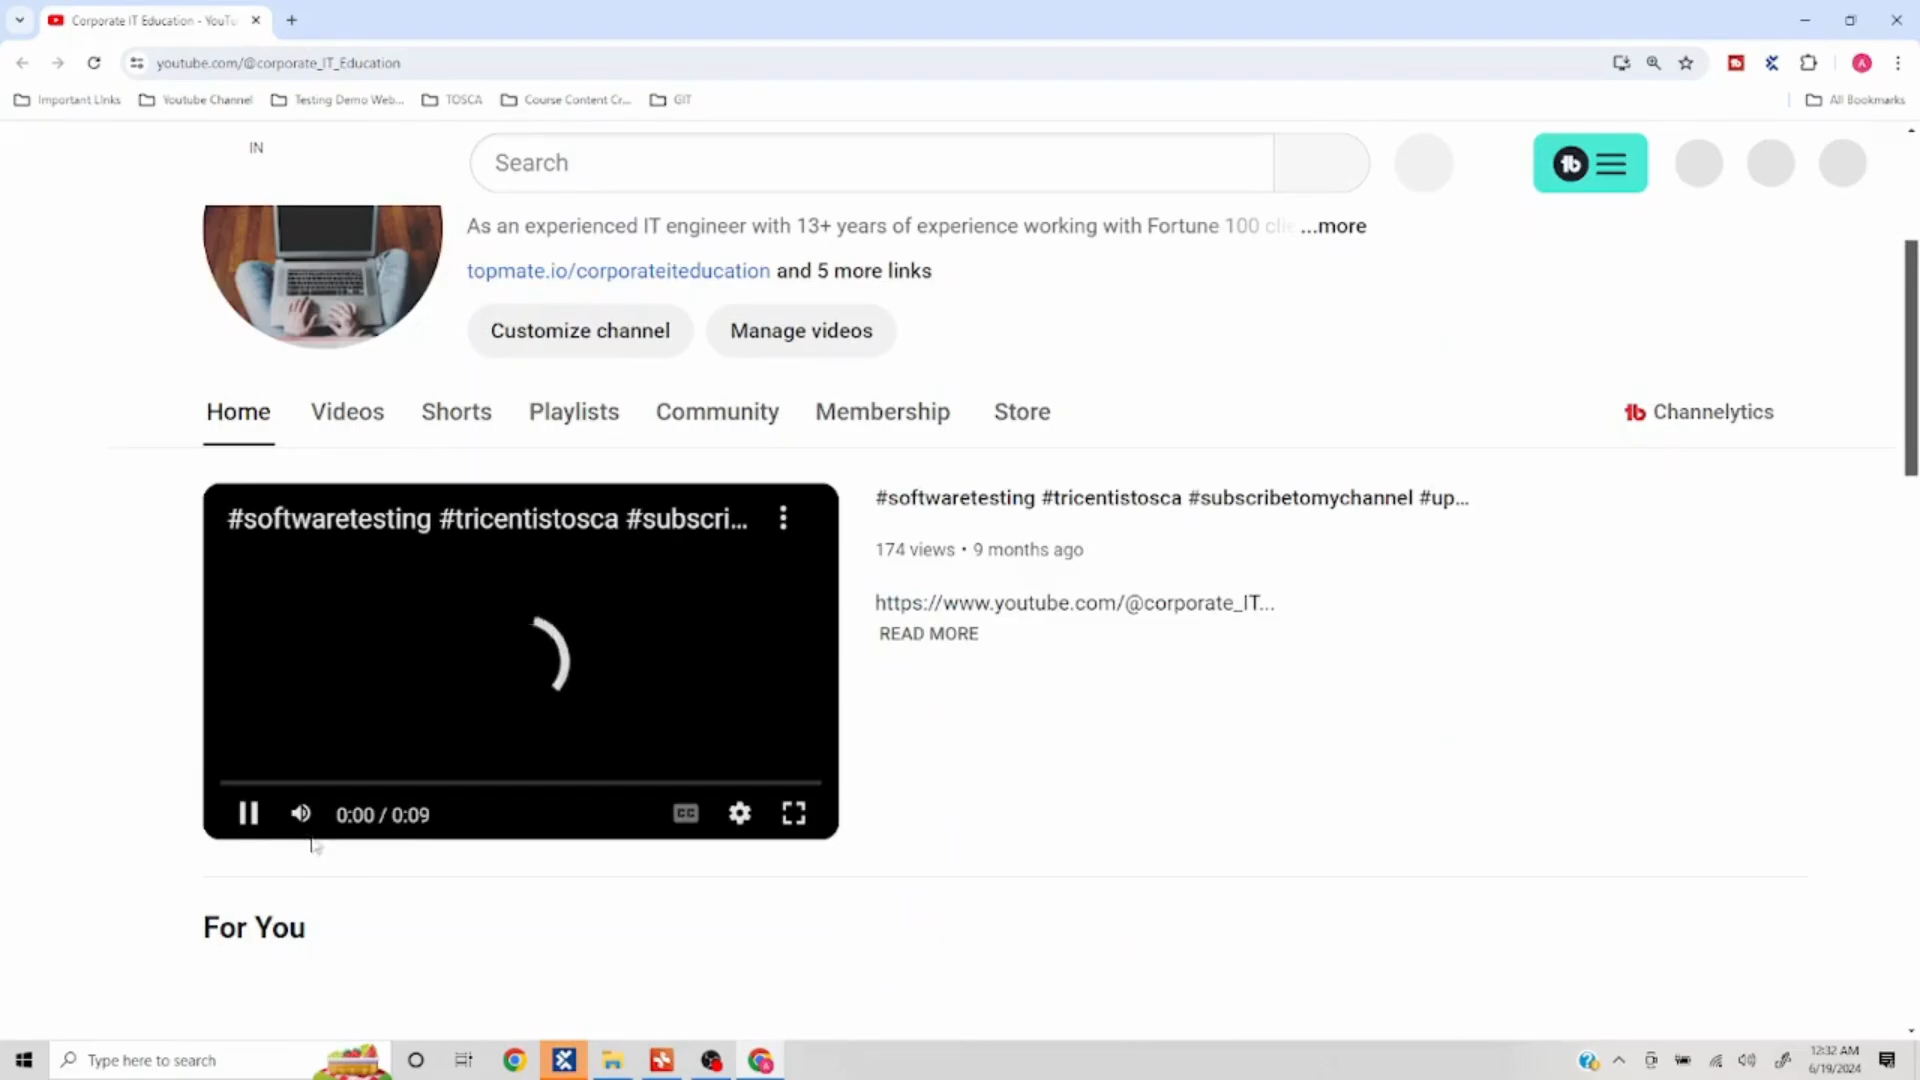 Corporate IT Education - YouTu
youtube.com/@corporate_IT_Education
Important Links
Youtube Channel
Testing Demo Web...
TOSCA
Course Content Cr...
GIT
All Bookmarks
IN
Search
As an experienced IT engineer with 13+ years of experience working with Fortune 100 clie ...more
topmate.io/corporateiteducation and 5 more links
Customize channel
Manage videos
Home
Videos
Shorts
Playlists
Community
Membership
Store
Channelytics
#softwaretesting #tricentistosca #subscri...
#softwaretesting #tricentistosca #subscribetomychannel #up...
174 views • 9 months ago
https://www.youtube.com/@corporate_IT...
READ MORE
0:00 / 0:09
CC
For You
Type here to search
12:32 AM
6/19/2024